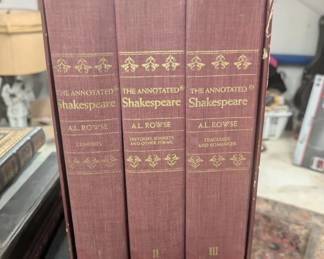 THE ANNOTATED
Shakespeare
A.L. ROWSE
COMEDIES
I
THE ANNOTATED
Shakespeare
A.L. ROWSE
HISTORIES, SONNETS
AND OTHER POEMS
II
THE ANNOTATED
Shakespeare
A.L. ROWSE
TRAGEDIES
AND ROMANCES
III